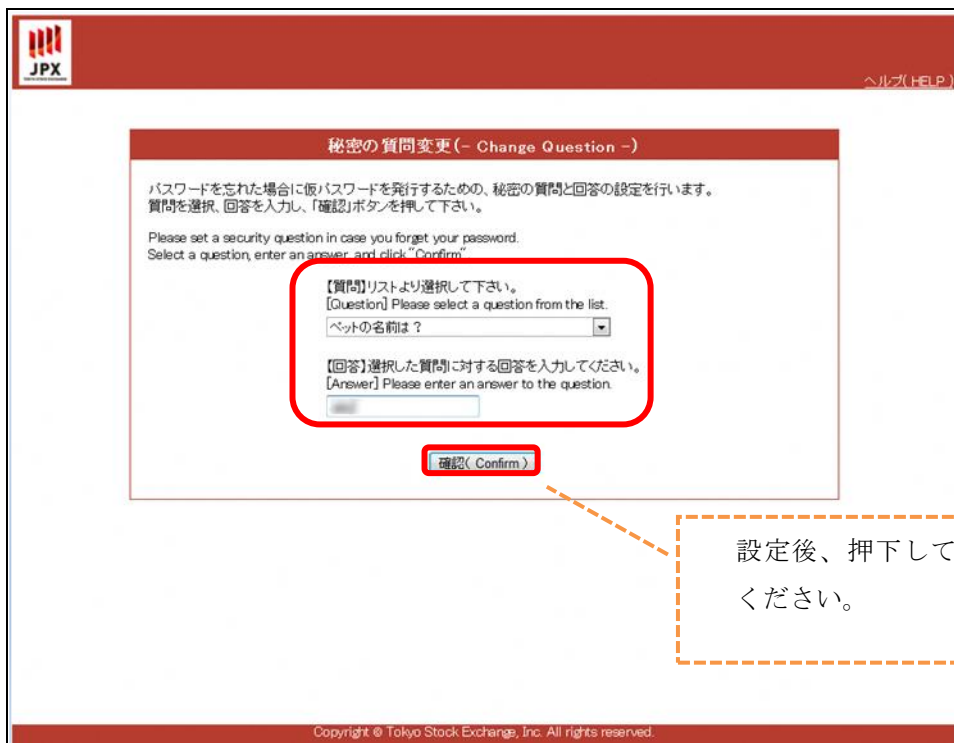 JPX
ヘルプ( HELP )
秘密の質問変更(- Change Question -)
パスワードを忘れた場合に仮パスワードを発行するための、秘密の質問と回答の設定を行います。
質問を選択、回答を入力し、「確認」ボタンを押して下さい。
Please set a security question in case you forget your password.
Select a question, enter an answer, and click "Confirm"
【質問】リストより選択して下さい。
[Question] Please select a question from the list.
ペットの名前は？
【回答】選択した質問に対する回答を入力してください。
[Answer] Please enter an answer to the question.
確認( Confirm )
設定後、押下して
ください。
Copyright © Tokyo Stock Exchange, Inc. All rights reserved.